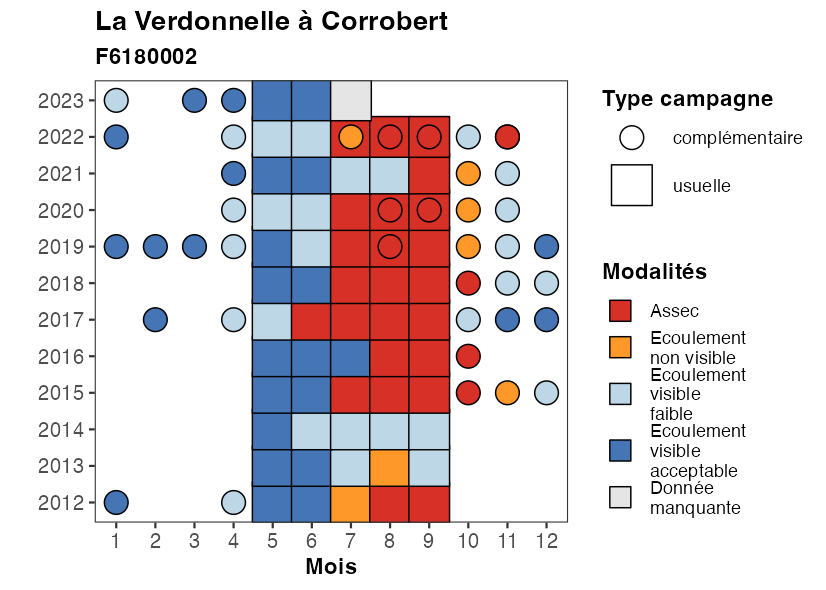 La Verdonnelle à Corrobert
F6180002
2023
2022
2021
2020
2019
2018
2017
2016
2015
2014
2013
2012
1 2 3 4 5 6 7 8 9 10 11 12
Mois
Type campagne
complémentaire
usuelle
Modalités
Assec
Ecoulement
non visible
Ecoulement
visible
faible
Ecoulement
visible
acceptable
Donnée
manquante